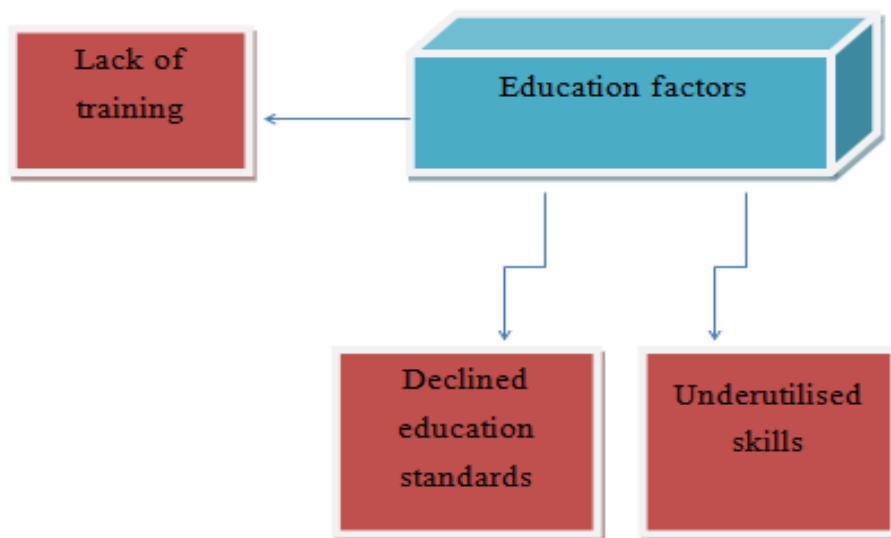 Lack of
training
Education factors
Declined
education
standards
Underutilised
skills